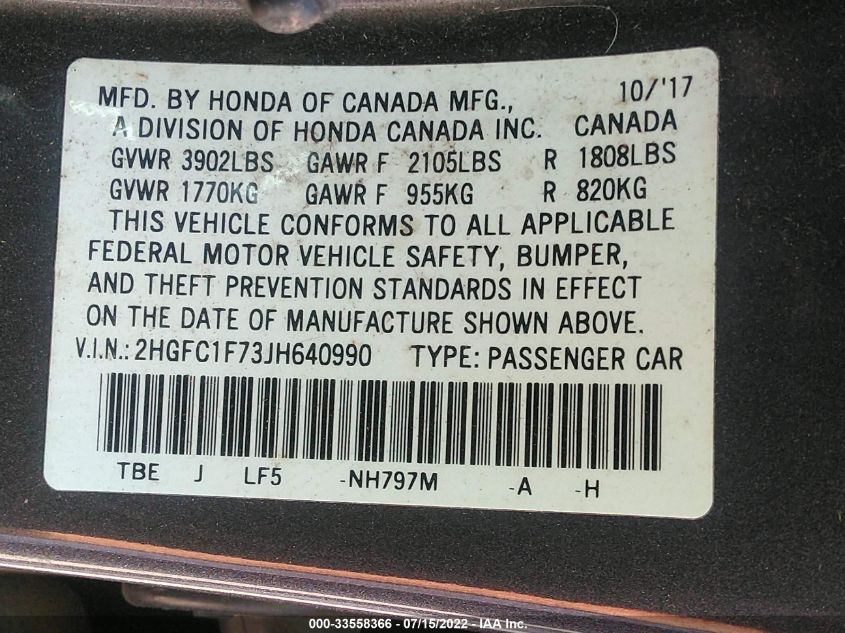 MFD. BY HONDA OF CANADA MFG., 10/'17
A DIVISION OF HONDA CANADA INC. CANADA
GVWR 3902LBS GAWR F 2105LBS R 1808LBS
GVWR 1770KG GAWR F 955KG R 820KG
THIS VEHICLE CONFORMS TO ALL APPLICABLE
FEDERAL MOTOR VEHICLE SAFETY, BUMPER,
AND THEFT PREVENTION STANDARDS IN EFFECT
ON THE DATE OF MANUFACTURE SHOWN ABOVE.
V.I.N.: 2HGFC1F73JH640990 TYPE: PASSENGER CAR
TBE J LF5 -NH797M -A -H
000-33558366 - 07/15/2022 - IAA Inc.